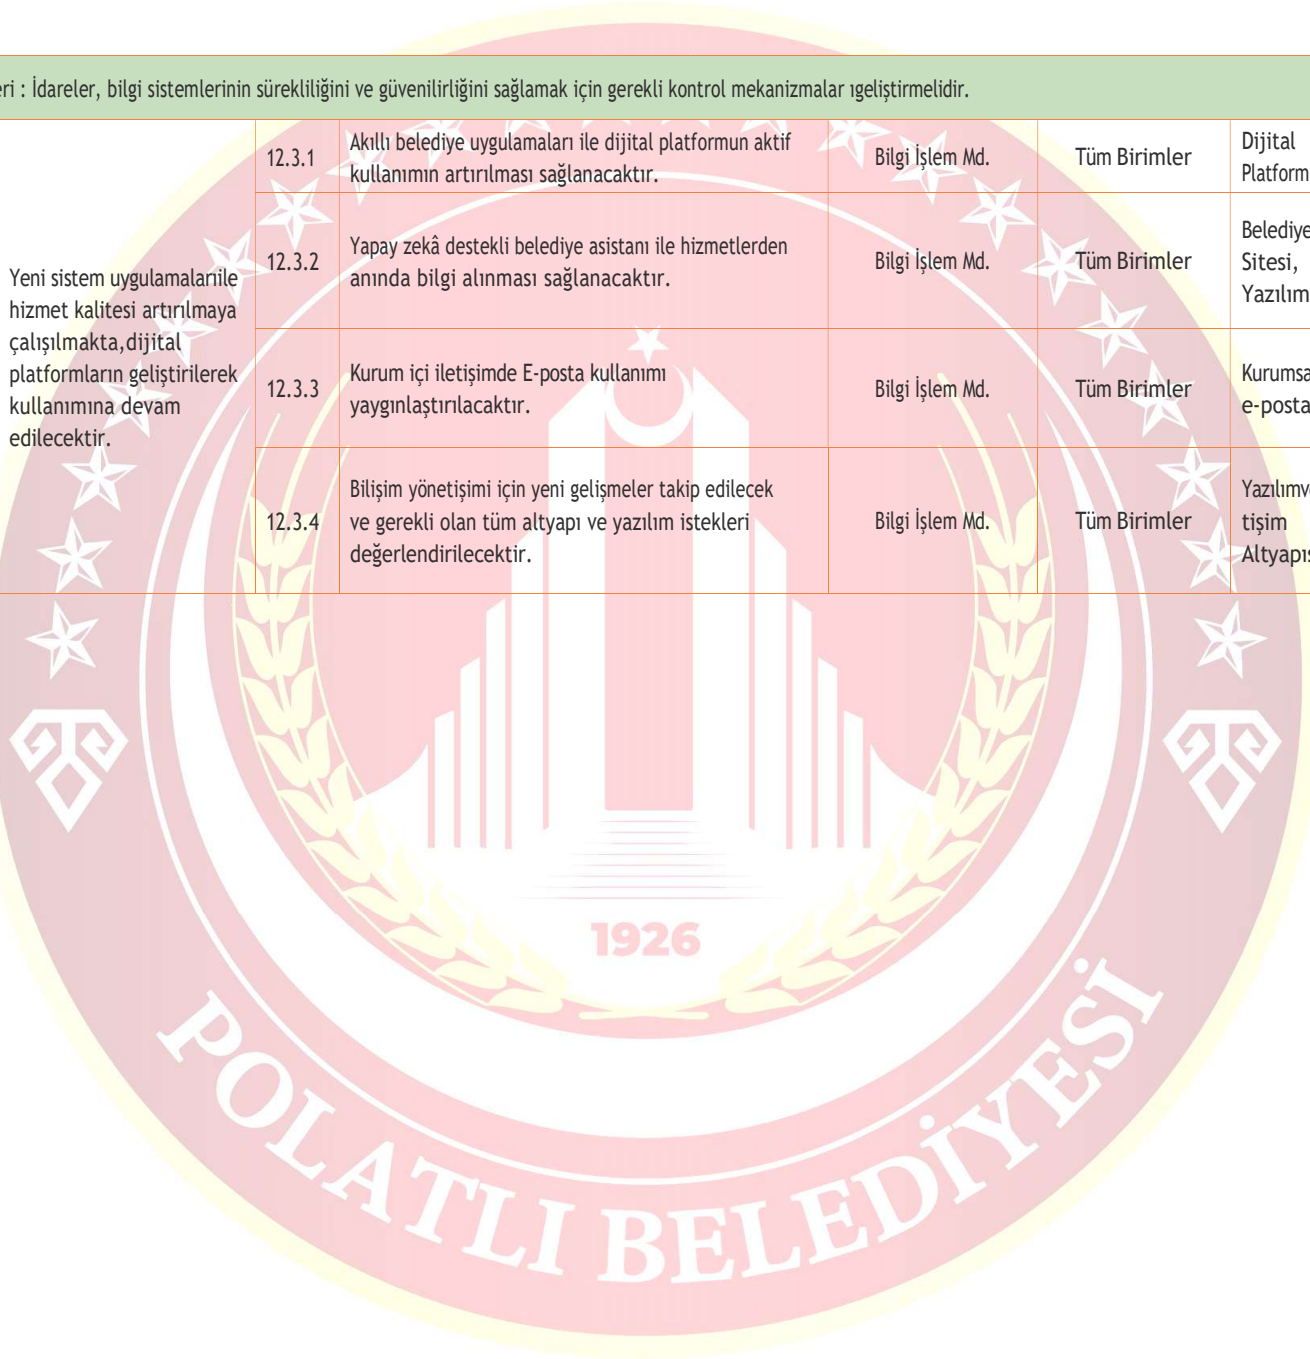 eri : İdareler, bilgi sistemlerinin sürekliliğini ve güvenilirliğini sağlamak için gerekli kontrol mekanizmalar ıgeliştirmelidir.
Yeni sistem uygulamalarıile
hizmet kalitesi artırılmaya
çalışılmakta,dijital
platformların geliştirilerek
kullanımına devam
edilecektir.
12.3.1
Akıllı belediye uygulamaları ile dijital platformun aktif
kullanımın artırılması sağlanacaktır.
Bilgi İşlem Md.
Tüm Birimler
Dijital
Platform
12.3.2
Yapay zekâ destekli belediye asistanı ile hizmetlerden
anında bilgi alınması sağlanacaktır.
Bilgi İşlem Md.
Tüm Birimler
Belediye
Sitesi,
Yazılım
12.3.3
Kurum içi iletişimde E-posta kullanımı
yaygınlaştırılacaktır.
Bilgi İşlem Md.
Tüm Birimler
Kurumsa
e-posta
12.3.4
Bilişim yönetişimi için yeni gelişmeler takip edilecek
ve gerekli olan tüm altyapı ve yazılım istekleri
değerlendirilecektir.
Bilgi İşlem Md.
Tüm Birimler
Yazılımve
tişim
Altyapıs
1926
POLATLI BELEDİYESİ